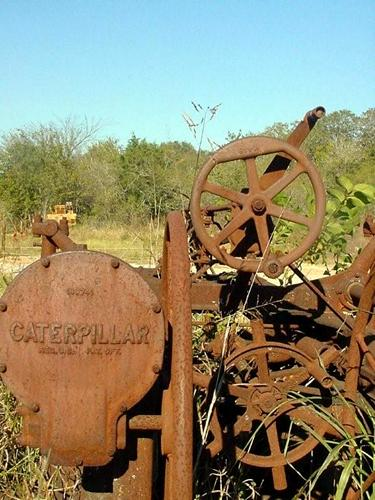 CATERPILLAR
REG. U.S. PAT. OFF.